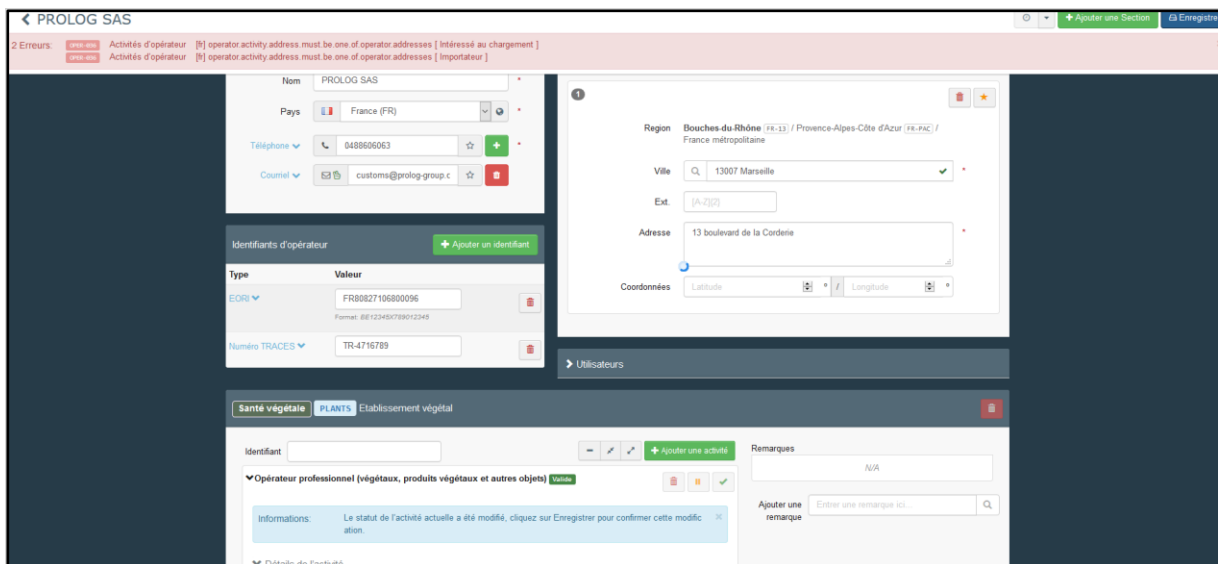 PROLOG SAS
Ajouter une Section
Enregistre
2 Erreurs:
OPER-056 Activités d'opérateur [fr] operator.activity.address.must.be.one.of.operator.addresses [ Intéressé au chargement ]
OPER-056 Activités d'opérateur [fr] operator.activity.address.must.be.one.of.operator.addresses [ Importateur ]
Nom PROLOG SAS *
Pays France (FR) *
Téléphone 0488606063 *
Courriel customs@prolog-group.c
1
Region Bouches-du-Rhône FR-13 / Provence-Alpes-Côte d'Azur FR-PAC /
France métropolitaine
Ville 13007 Marseille *
Ext. [A-Z]{2}
Adresse 13 boulevard de la Corderie *
Coordonnées Latitude ° / Longitude °
Identifiants d'opérateur Ajouter un identifiant
Type Valeur
EORI FR80827106800096
Format: BE12345X789012345
Numéro TRACES TR-4716789
Utilisateurs
Santé végétale PLANTS Etablissement végétal
Identifiant
Ajouter une activité
Remarques
N/A
Opérateur professionnel (végétaux, produits végétaux et autres objets) Valide
Ajouter une
remarque
Entrer une remarque ici...
Informations: Le statut de l'activité actuelle a été modifié, cliquez sur Enregistrer pour confirmer cette modific
ation.
Détails de l'activité